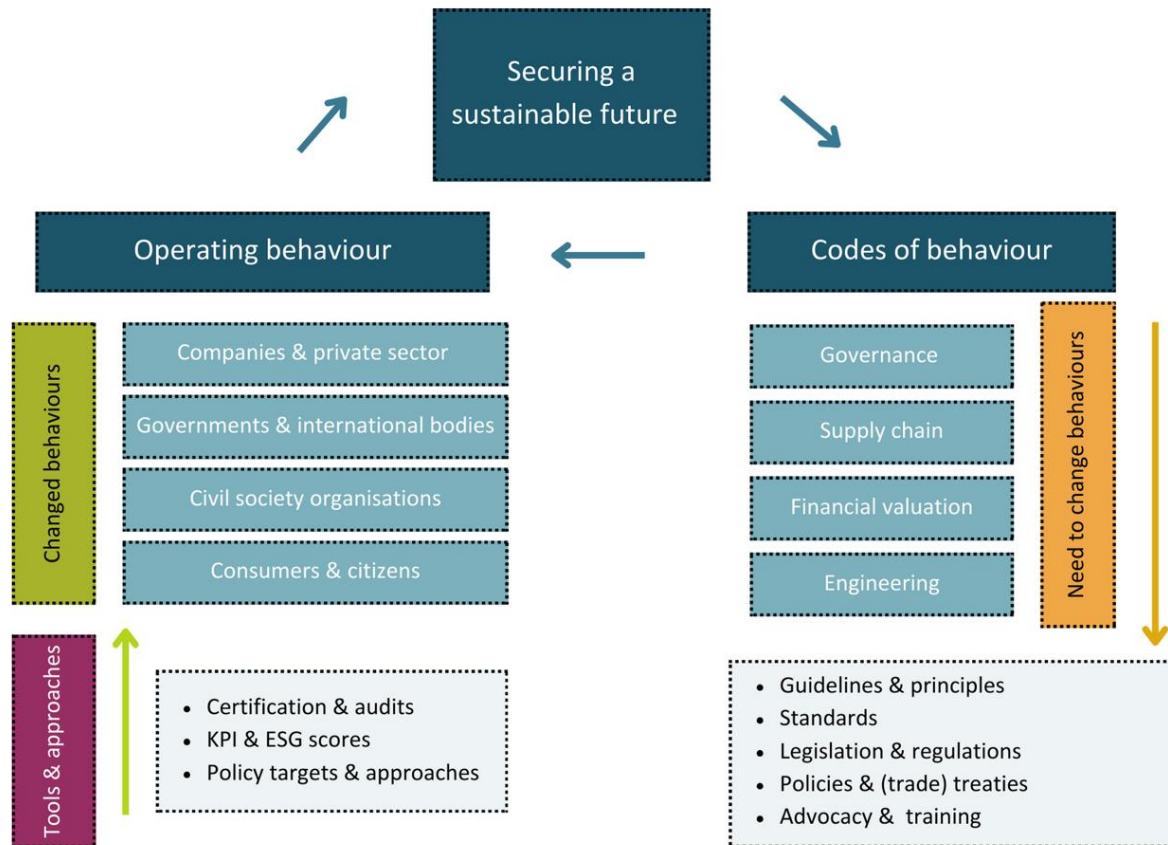 Securing a
sustainable future
Operating behaviour
Codes of behaviour
Changed behaviours
Companies & private sector
Governments & international bodies
Civil society organisations
Consumers & citizens
Governance
Supply chain
Financial valuation
Engineering
Need to change behaviours
Tools & approaches
• Certification & audits
• KPI & ESG scores
• Policy targets & approaches
• Guidelines & principles
• Standards
• Legislation & regulations
• Policies & (trade) treaties
• Advocacy & training